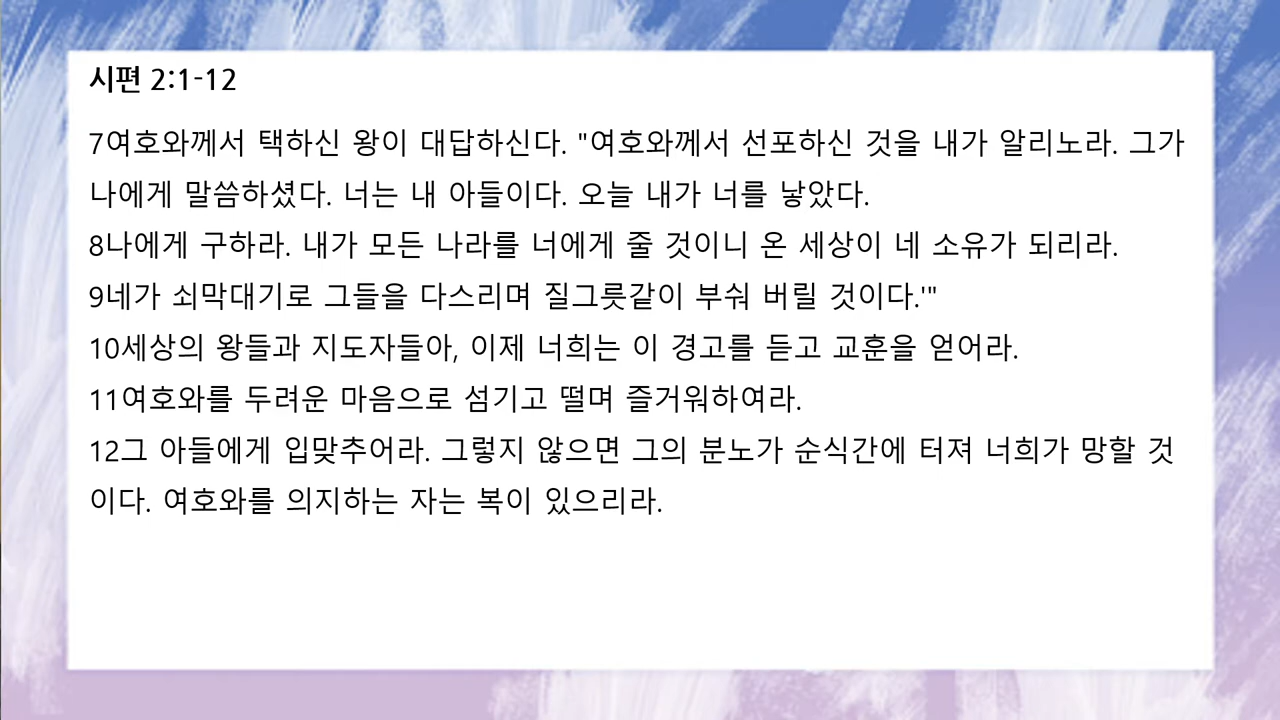 시편 2:1-12
7여호와께서 택하신 왕이 대답하신다. "여호와께서 선포하신 것을 내가 알리노라. 그가
나에게 말씀하셨다. 너는 내 아들이다. 오늘 내가 너를 낳았다.
8나에게 구하라. 내가 모든 나라를 너에게 줄 것이니 온 세상이 네 소유가 되리라.
9네가 쇠막대기로 그들을 다스리며 질그릇같이 부숴 버릴 것이다.'"
10세상의 왕들과 지도자들아, 이제 너희는 이 경고를 듣고 교훈을 얻어라.
11여호와를 두려운 마음으로 섬기고 떨며 즐거워하여라.
12그 아들에게 입맞추어라. 그렇지 않으면 그의 분노가 순식간에 터져 너희가 망할 것
이다. 여호와를 의지하는 자는 복이 있으리라.